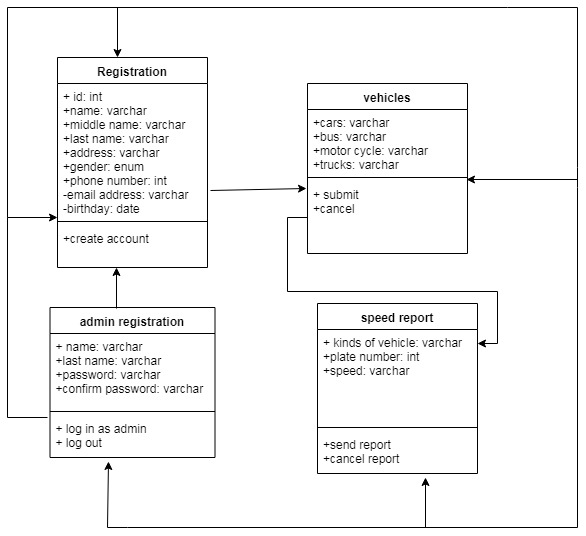 Registration
+ id: int
+name: varchar
+middle name: varchar
+last name: varchar
+address: varchar
+gender: enum
+phone number: int
-email address: varchar
-birthday: date
+create account
vehicles
+cars: varchar
+bus: varchar
+motor cycle: varchar
+trucks: varchar
+ submit
+cancel
admin registration
+ name: varchar
+last name: varchar
+password: varchar
+confirm password: varchar
+ log in as admin
+ log out
speed report
+ kinds of vehicle: varchar
+plate number: int
+speed: varchar
+send report
+cancel report